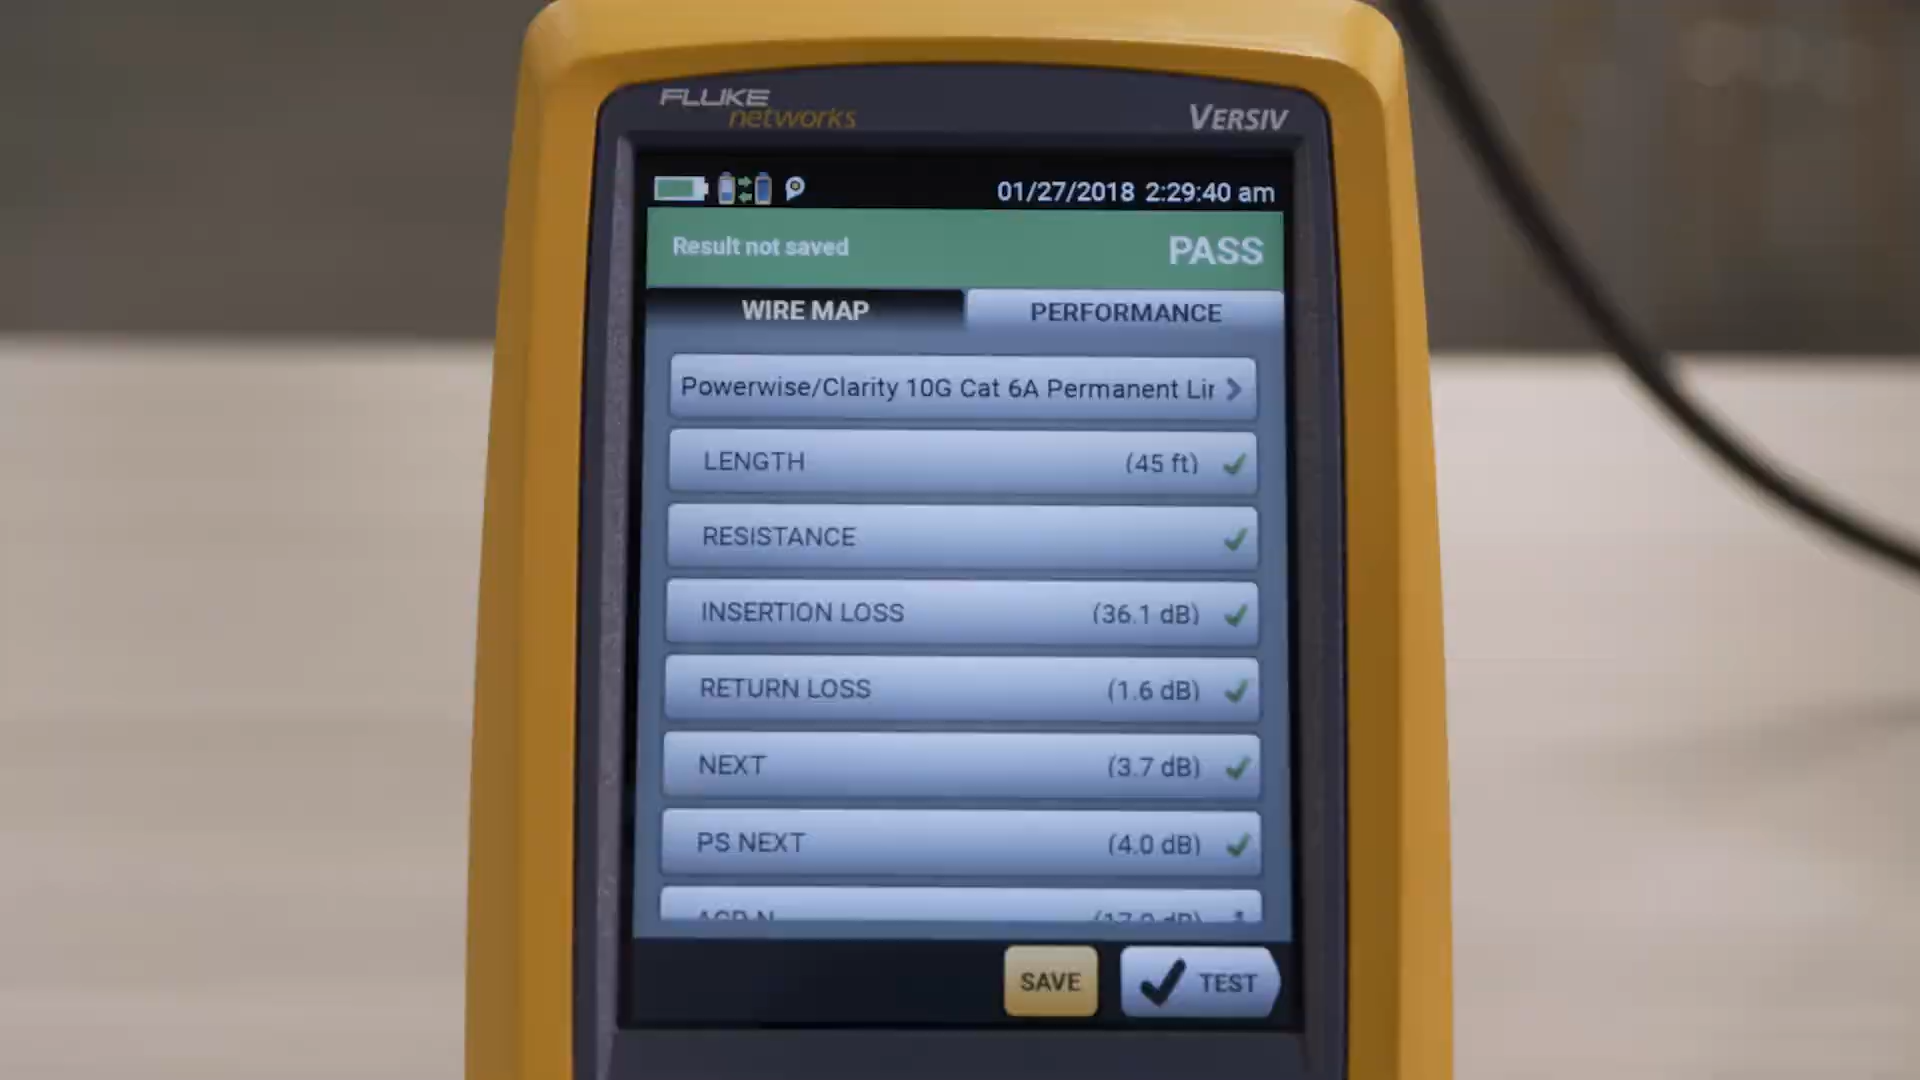 FLUKE
networks
VERSIV
01/27/2018 2:29:40 am
Result not saved
PASS
WIRE MAP
PERFORMANCE
Powerwise/Clarity 10G Cat 6A Permanent Lir
LENGTH (45 ft)
RESISTANCE
INSERTION LOSS (36.1 dB)
RETURN LOSS (1.6 dB)
NEXT (3.7 dB)
PS NEXT (4.0 dB)
SAVE
TEST